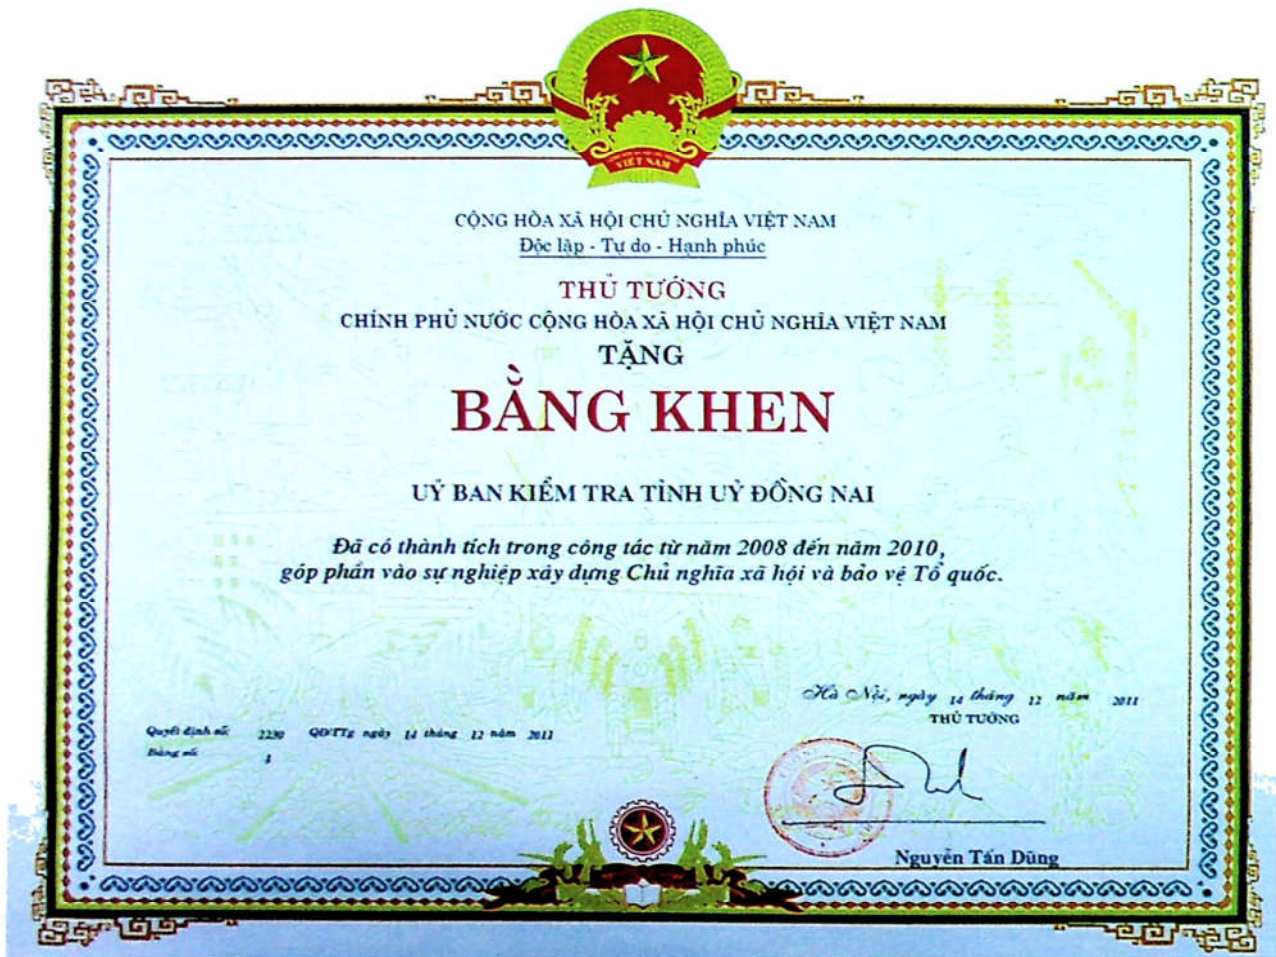 VIỆT NAM
CỘNG HÒA XÃ HỘI CHỦ NGHĨA VIỆT NAM
Độc lập - Tự do - Hạnh phúc
THỦ TƯỚNG
CHÍNH PHỦ NƯỚC CỘNG HÒA XÃ HỘI CHỦ NGHĨA VIỆT NAM
TẶNG
BẰNG KHEN
UỶ BAN KIỂM TRA TỈNH UỶ ĐỒNG NAI
Đã có thành tích trong công tác từ năm 2008 đến năm 2010,
góp phần vào sự nghiệp xây dựng Chủ nghĩa xã hội và bảo vệ Tổ quốc.
Hà Nội, ngày 14 tháng 12 năm 2011
THỦ TƯỚNG
Quyết định số: 2230 QĐ/TTg ngày 14 tháng 12 năm 2011
Bằng số:
Nguyễn Tấn Dũng